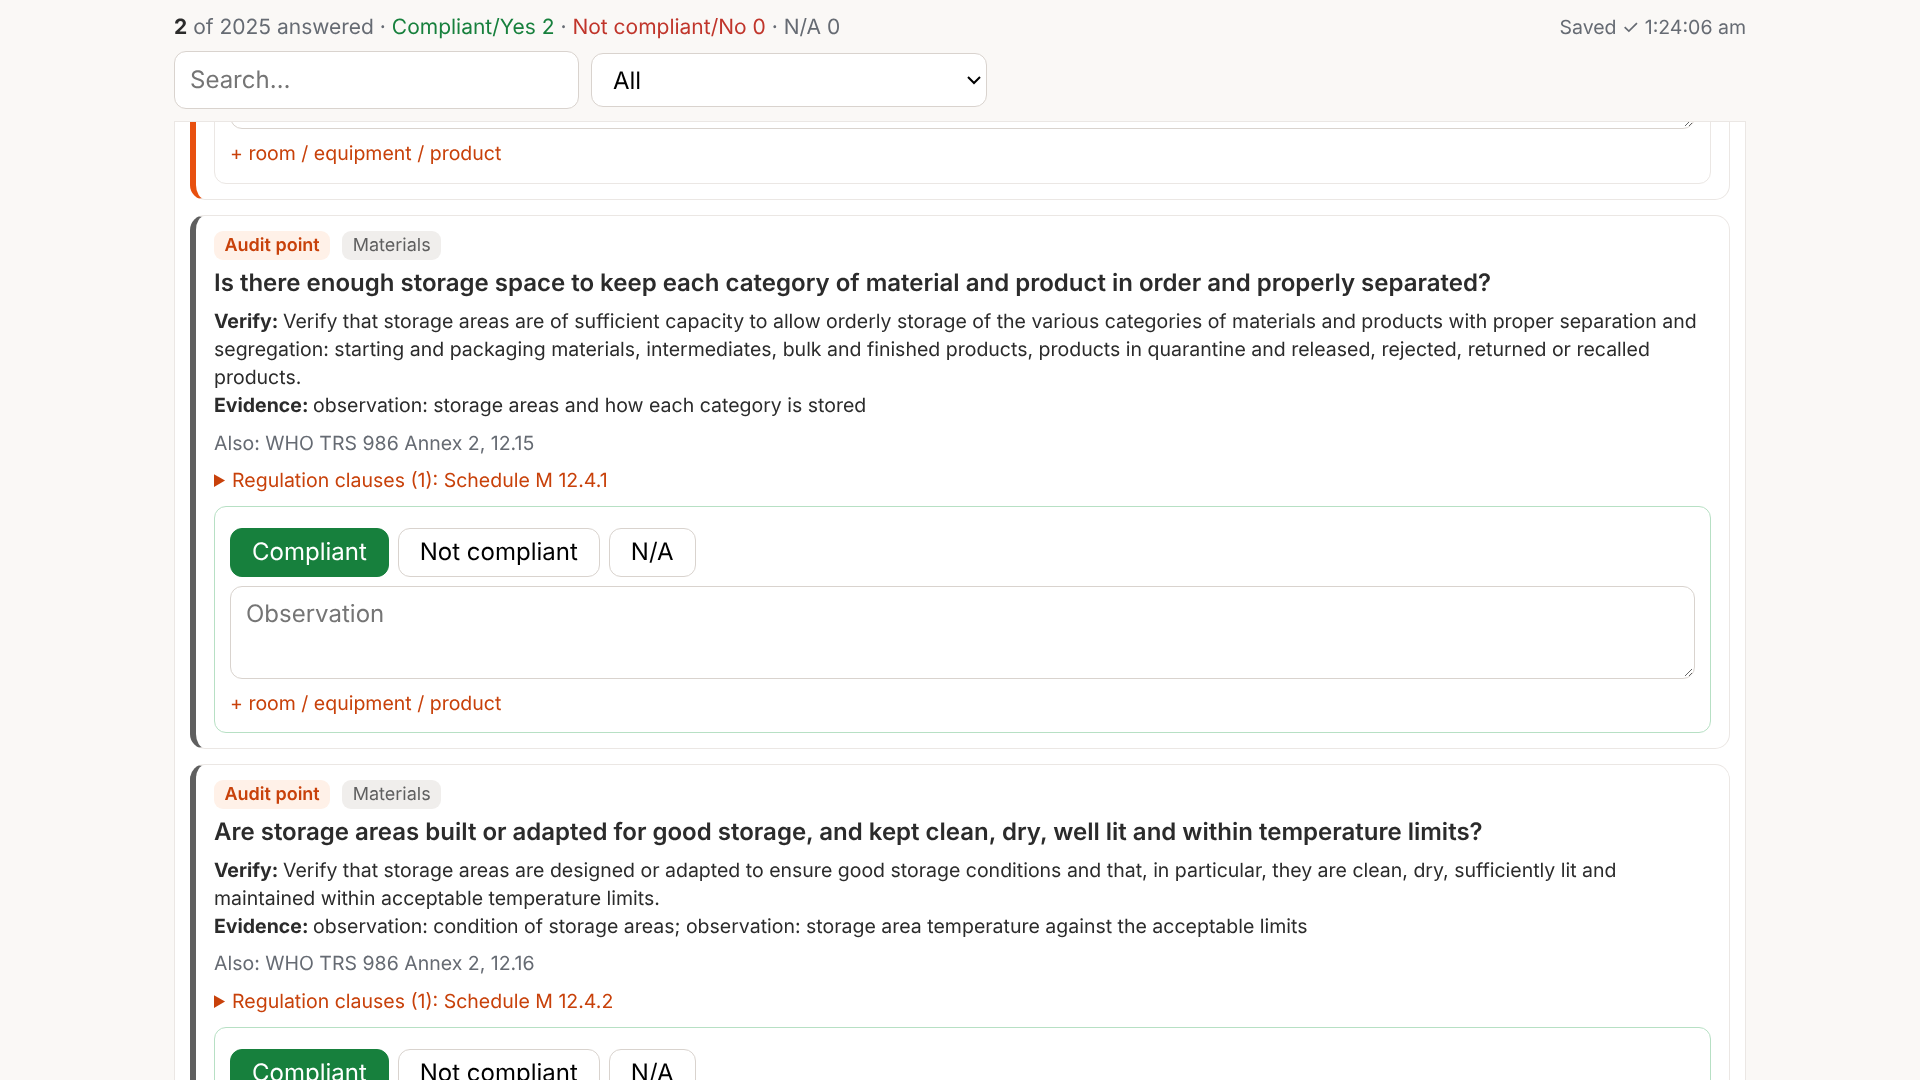 2 of 2025 answered · Compliant/Yes 2 · Not compliant/No 0 · N/A 0
Saved ✓ 1:24:06 am
Search...
All
+ room / equipment / product
Audit point
Materials
Is there enough storage space to keep each category of material and product in order and properly separated?
Verify: Verify that storage areas are of sufficient capacity to allow orderly storage of the various categories of materials and products with proper separation and
segregation: starting and packaging materials, intermediates, bulk and finished products, products in quarantine and released, rejected, returned or recalled
products.
Evidence: observation: storage areas and how each category is stored
Also: WHO TRS 986 Annex 2, 12.15
▶ Regulation clauses (1): Schedule M 12.4.1
Compliant
Not compliant
N/A
Observation
+ room / equipment / product
Audit point
Materials
Are storage areas built or adapted for good storage, and kept clean, dry, well lit and within temperature limits?
Verify: Verify that storage areas are designed or adapted to ensure good storage conditions and that, in particular, they are clean, dry, sufficiently lit and
maintained within acceptable temperature limits.
Evidence: observation: condition of storage areas; observation: storage area temperature against the acceptable limits
Also: WHO TRS 986 Annex 2, 12.16
▶ Regulation clauses (1): Schedule M 12.4.2
Compliant
Not compliant
N/A